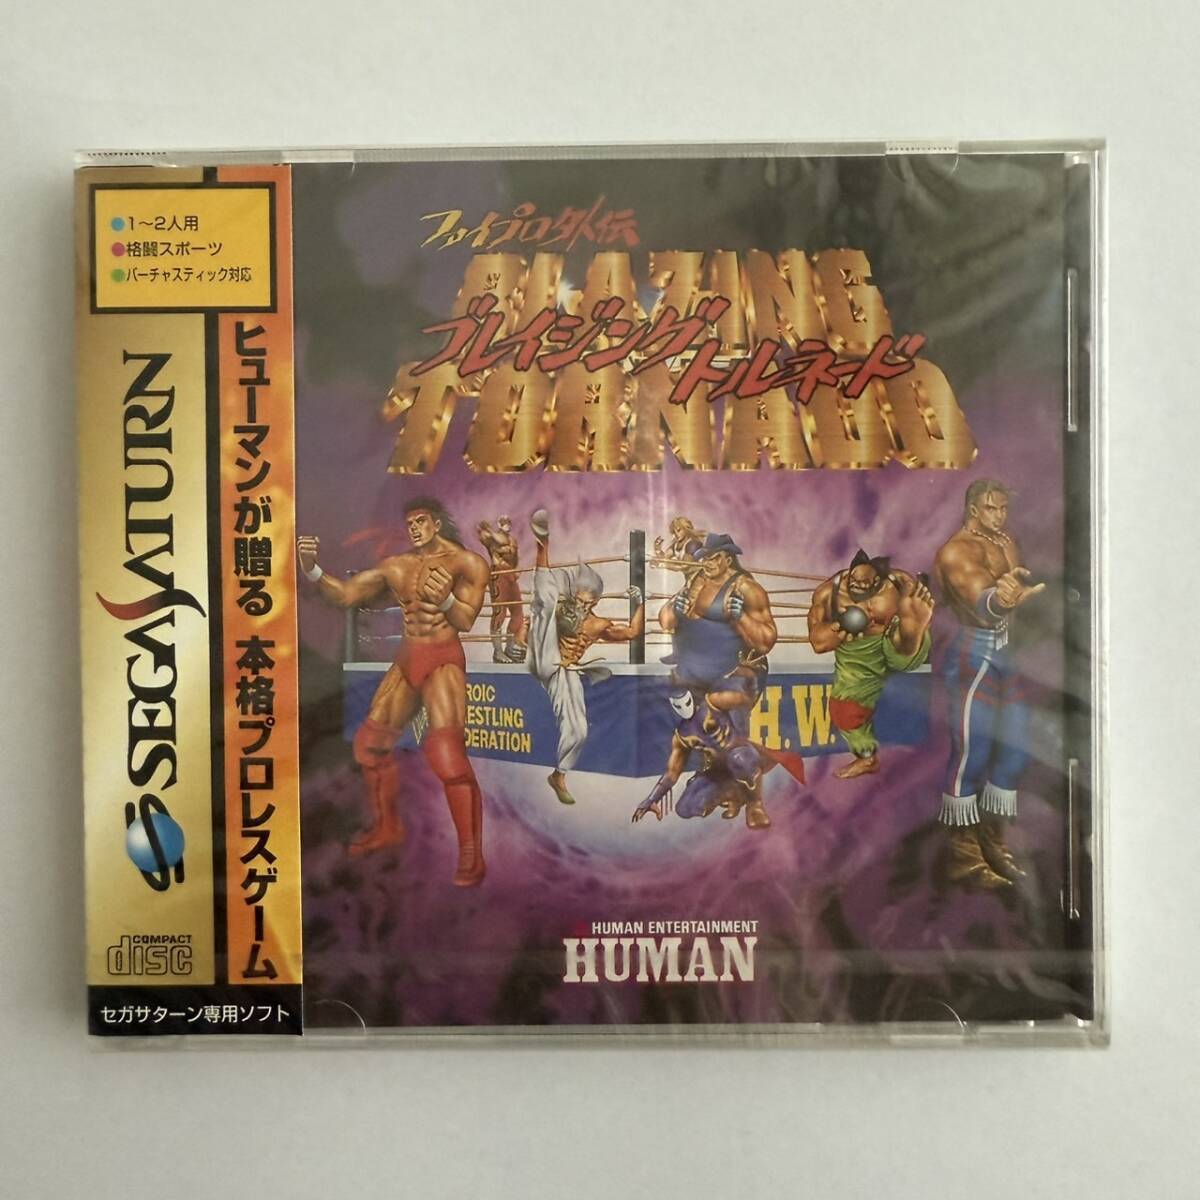 ●1～2人用
●格闘スポーツ
●バーチャスティック対応
SEGA SATURN
COMPACT
disc
セガサターン専用ソフト
ヒューマンが贈る 本格プロレスゲーム
ファイプロ外伝
BLAZING
ブレイジング トルネード
TORNADO
ROIC
ESTLING
DERATION
H.W.
HUMAN ENTERTAINMENT
HUMAN